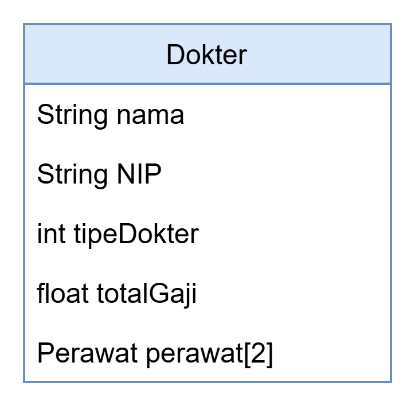 Dokter
String nama
String NIP
int tipeDokter
float totalGaji
Perawat perawat[2]